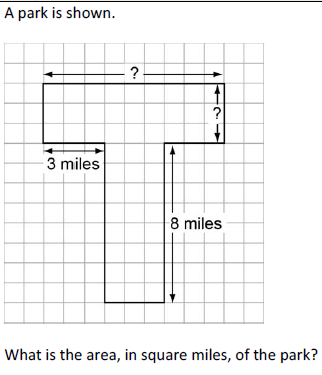 A park is shown.
?
?
3 miles
8 miles
What is the area, in square miles, of the park?